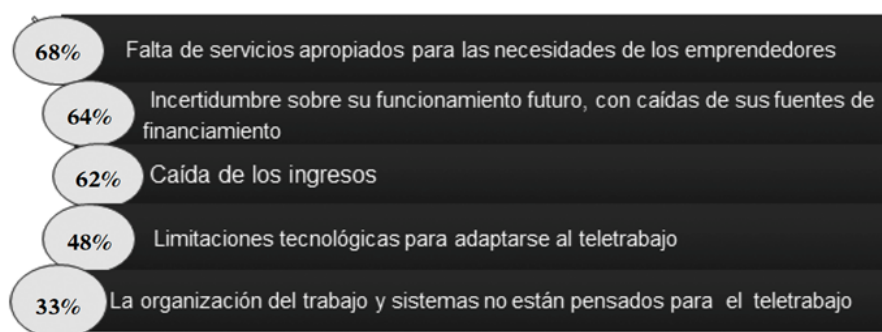 68% Falta de servicios apropiados para las necesidades de los emprendedores
64% Incertidumbre sobre su funcionamiento futuro, con caídas de sus fuentes de
financiamiento
62% Caída de los ingresos
48% Limitaciones tecnológicas para adaptarse al teletrabajo
33% La organización del trabajo y sistemas no están pensados para el teletrabajo